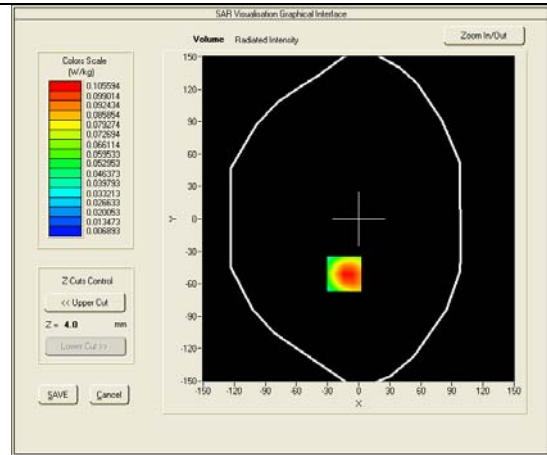 SAR Visualisation Graphical Interface
Volume Radiated Intensity
Zoom In/Out
Colors Scale
(W/kg)
0.105594
0.099014
0.092434
0.085854
0.079274
0.072694
0.066114
0.059533
0.052953
0.046373
0.039793
0.033213
0.026633
0.020053
0.013473
0.006893
Z Cuts Control
<< Upper Cut
Z = 4.0 mm
Lower Cut >>
SAVE Cancel
150
120
90
60
30
0
-30
-60
-90
-120
-150
Y
-150 -120 -90 -60 -30 0 30 60 90 120 150
X